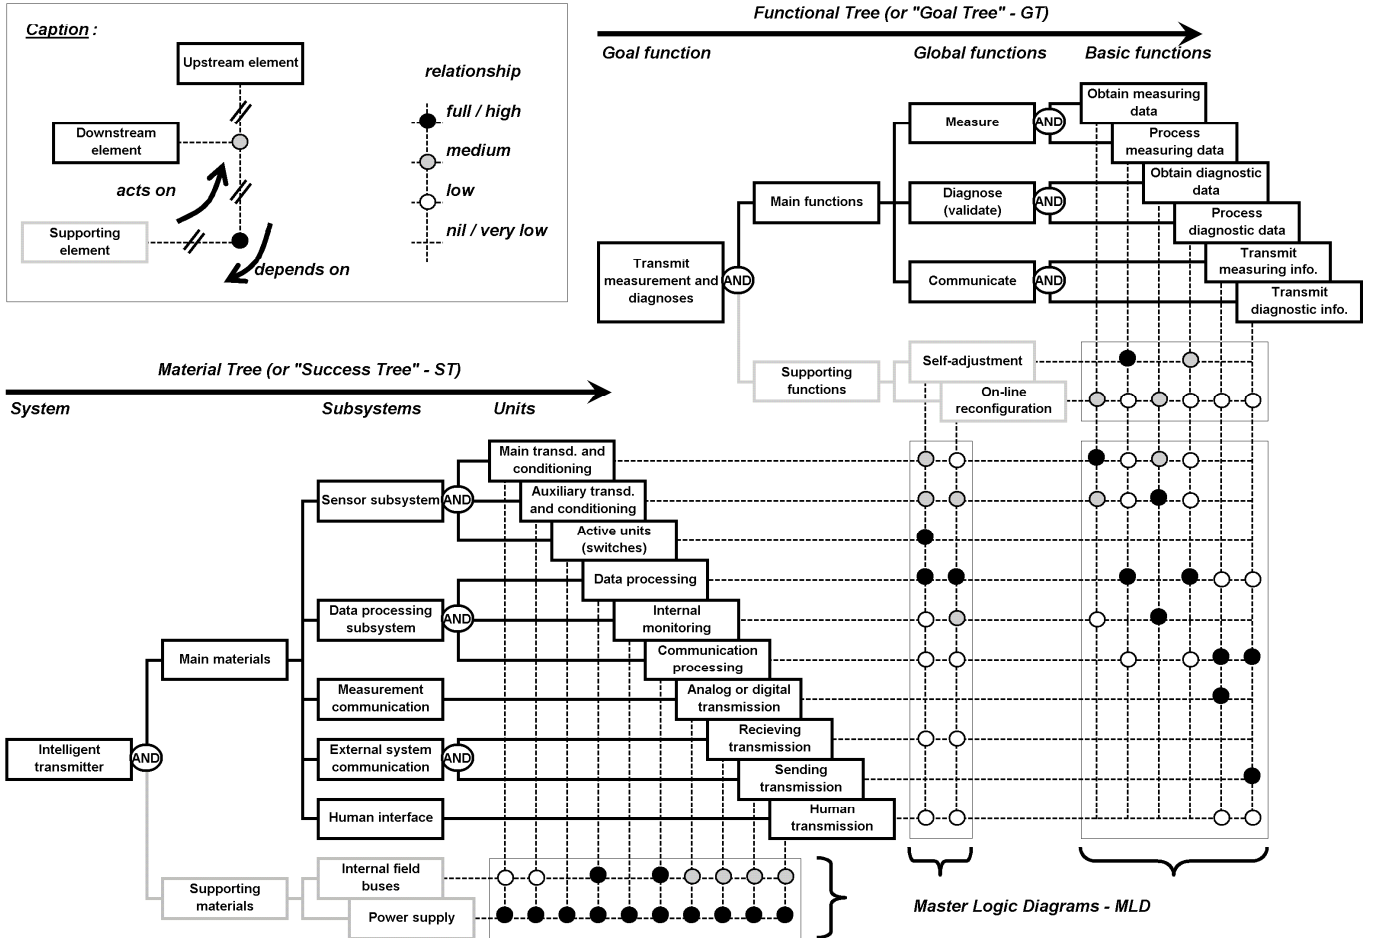 Caption :
Upstream element
Downstream
element
acts on
Supporting
element
depends on
relationship
full / high
medium
low
nil / very low
Functional Tree (or "Goal Tree" - GT)
Goal function
Global functions
Basic functions
Transmit
measurement and
diagnoses
AND
Main functions
Measure
AND
Diagnose
(validate)
AND
Communicate
AND
Obtain measuring
data
Process
measuring data
Obtain diagnostic
data
Process
diagnostic data
Transmit
measuring info.
Transmit
diagnostic info.
Supporting
functions
Self-adjustment
On-line
reconfiguration
Material Tree (or "Success Tree" - ST)
System
Subsystems
Units
Intelligent
transmitter
AND
Main materials
Sensor subsystem
AND
Main transd. and
conditioning
Auxiliary transd.
and conditioning
Active units
(switches)
Data processing
subsystem
AND
Data processing
Internal
monitoring
Communication
processing
Measurement
communication
Analog or digital
transmission
External system
communication
AND
Recieving
transmission
Sending
transmission
Human interface
Human
transmission
Supporting
materials
Internal field
buses
Power supply
Master Logic Diagrams - MLD